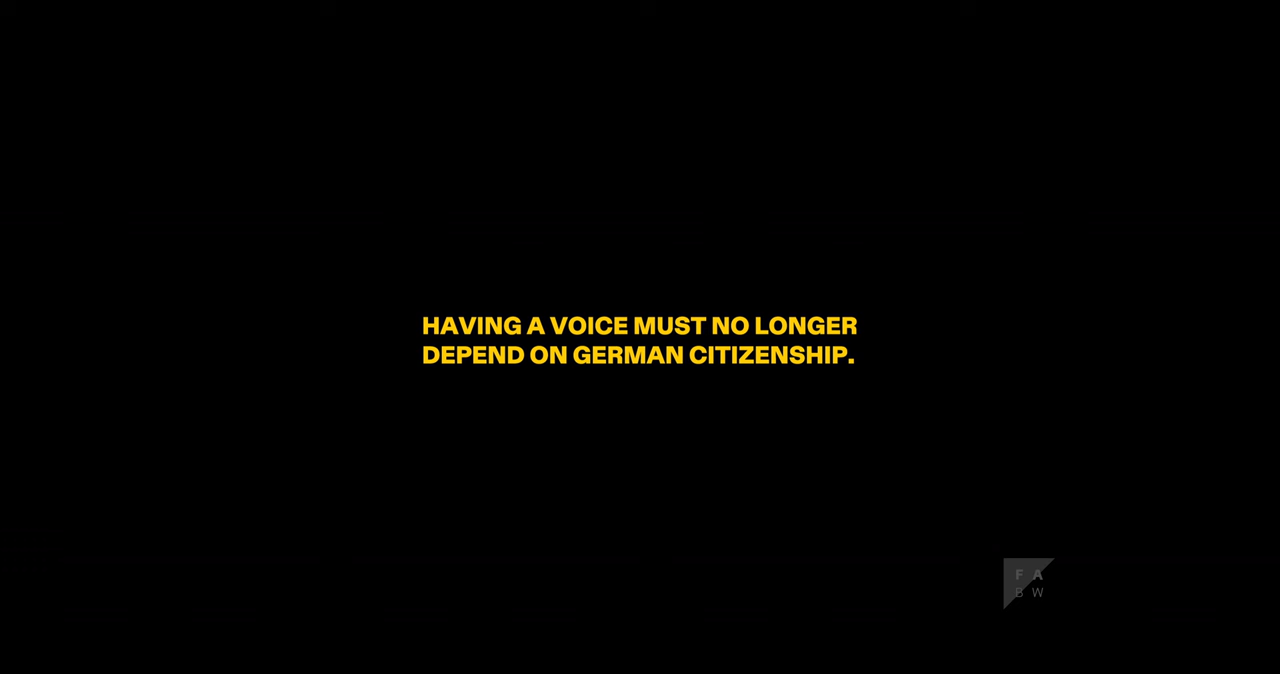 HAVING A VOICE MUST NO LONGER
DEPEND ON GERMAN CITIZENSHIP.
F A
B W